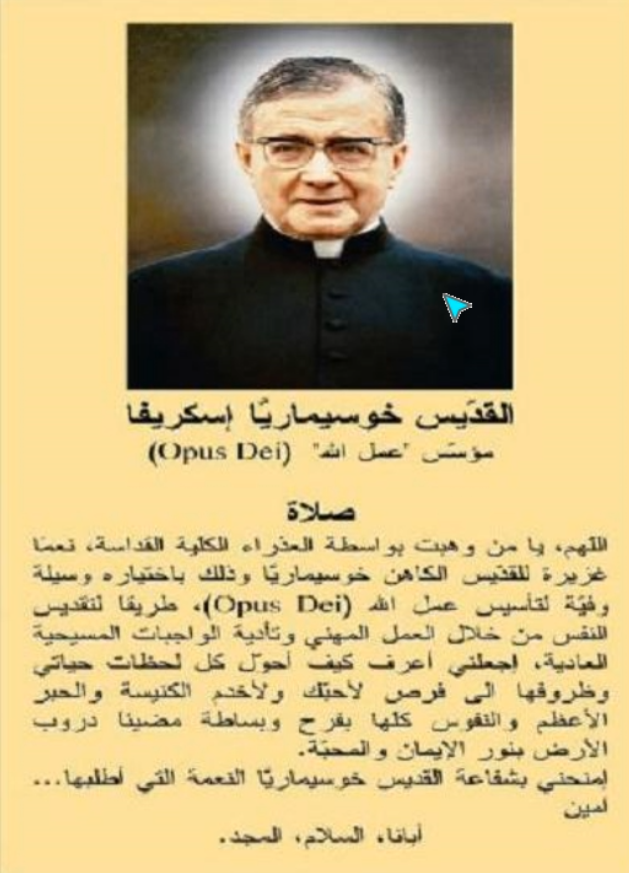 القدّيس خوسيماريّا إسكريفا
مؤسّس "عمل الله" (Opus Dei)
صلاة
اللهم، يا من وهبت بواسطة العذراء الكلية القداسة، نعمًا
غزيرة للقدّيس الكاهن خوسيماريّا وذلك باختياره وسيلة
وفيّة لتأسيس عمل الله (Opus Dei)، طريقا لتقديس
النفس من خلال العمل المهني وتأدية الواجبات المسيحية
العادية، إجعلني أعرف كيف أحوّل كل لحظات حياتي
وظروفها الى فرص لأحبّك ولأخدم الكنيسة والحبر
الأعظم والنفوس كلها بفرح وبساطة مضيئا دروب
الأرض بنور الإيمان والمحبّة.
إمنحني بشفاعة القديس خوسيماريّا النعمة التي أطلبها...
أمين
أبانا، السلام، المجد.